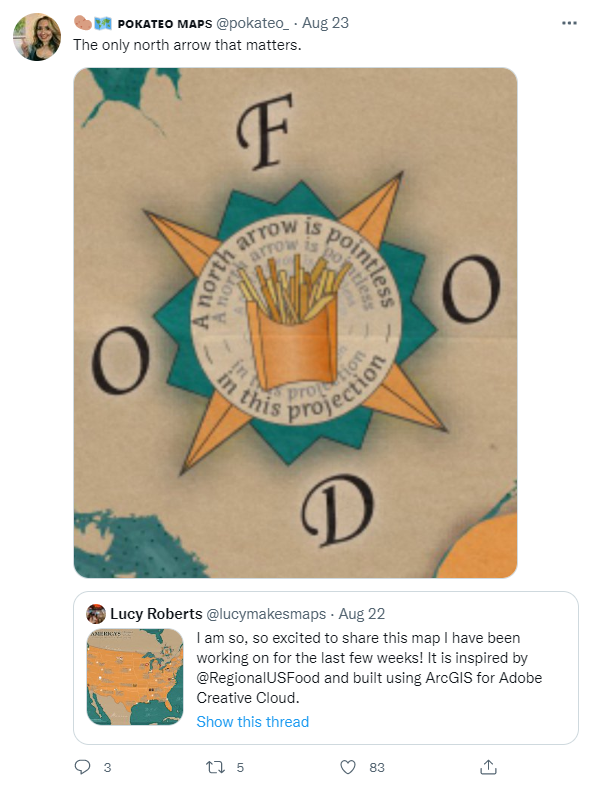 POKATEO MAPS @pokateo_ · Aug 23
The only north arrow that matters.
F
O
O
D
A north arrow is pointless
A north arrow is pointless
in this projection
in this projection
Lucy Roberts @lucymakesmaps · Aug 22
AMERICA'S
I am so, so excited to share this map I have been
working on for the last few weeks! It is inspired by
@RegionalUSFood and built using ArcGIS for Adobe
Creative Cloud.
Show this thread
3 5 83